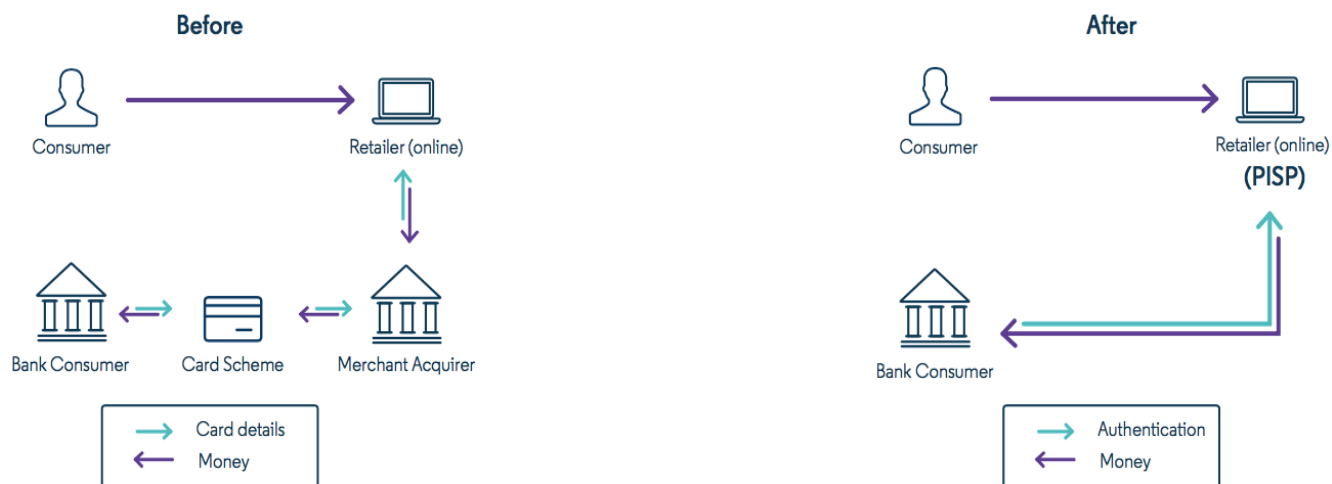 Before
Consumer
Retailer (online)
Bank Consumer
Card Scheme
Merchant Acquirer
Card details
Money
After
Consumer
Retailer (online)
(PISP)
Bank Consumer
Authentication
Money